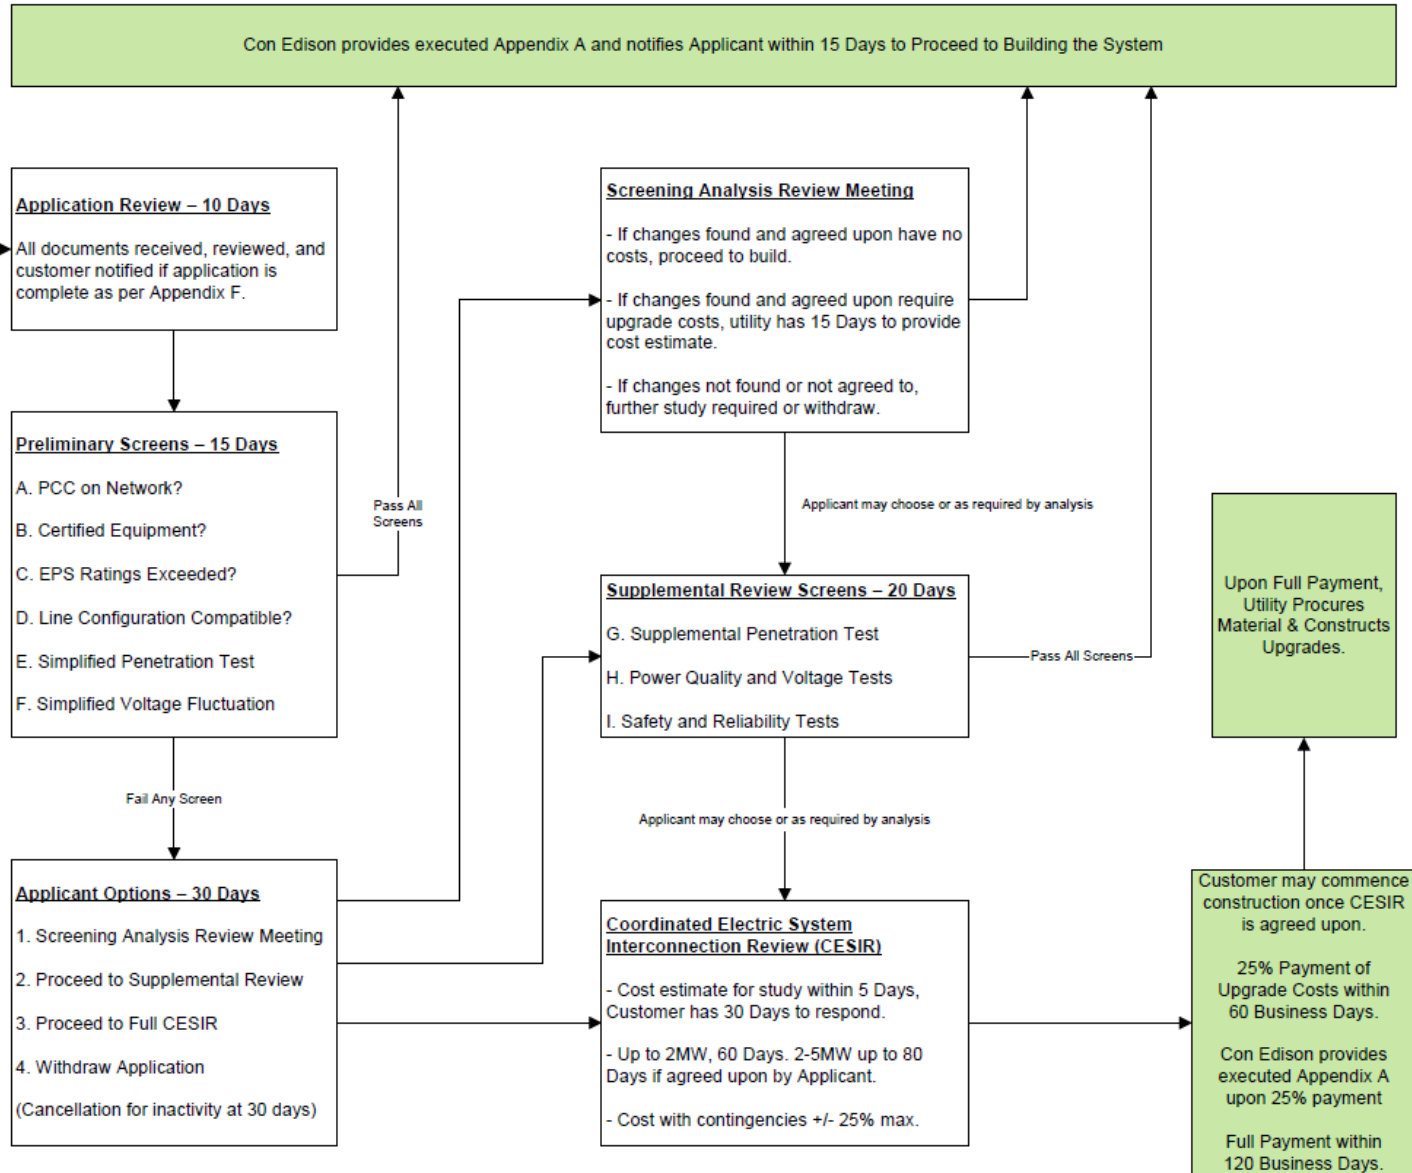 Con Edison provides executed Appendix A and notifies Applicant within 15 Days to Proceed to Building the System
Application Review – 10 Days
All documents received, reviewed, and
customer notified if application is
complete as per Appendix F.
Preliminary Screens – 15 Days
A. PCC on Network?
B. Certified Equipment?
C. EPS Ratings Exceeded?
D. Line Configuration Compatible?
E. Simplified Penetration Test
F. Simplified Voltage Fluctuation
Pass All
Screens
Fail Any Screen
Applicant Options – 30 Days
1. Screening Analysis Review Meeting
2. Proceed to Supplemental Review
3. Proceed to Full CESIR
4. Withdraw Application
(Cancellation for inactivity at 30 days)
Screening Analysis Review Meeting
- If changes found and agreed upon have no
costs, proceed to build.
- If changes found and agreed upon require
upgrade costs, utility has 15 Days to provide
cost estimate.
- If changes not found or not agreed to,
further study required or withdraw.
Applicant may choose or as required by analysis
Supplemental Review Screens – 20 Days
G. Supplemental Penetration Test
H. Power Quality and Voltage Tests
I. Safety and Reliability Tests
Pass All Screens
Applicant may choose or as required by analysis
Coordinated Electric System
Interconnection Review (CESIR)
- Cost estimate for study within 5 Days,
Customer has 30 Days to respond.
- Up to 2MW, 60 Days. 2-5MW up to 80
Days if agreed upon by Applicant.
- Cost with contingencies +/- 25% max.
Upon Full Payment,
Utility Procures
Material & Constructs
Upgrades.
Customer may commence
construction once CESIR
is agreed upon.
25% Payment of
Upgrade Costs within
60 Business Days.
Con Edison provides
executed Appendix A
upon 25% payment
Full Payment within
120 Business Days.